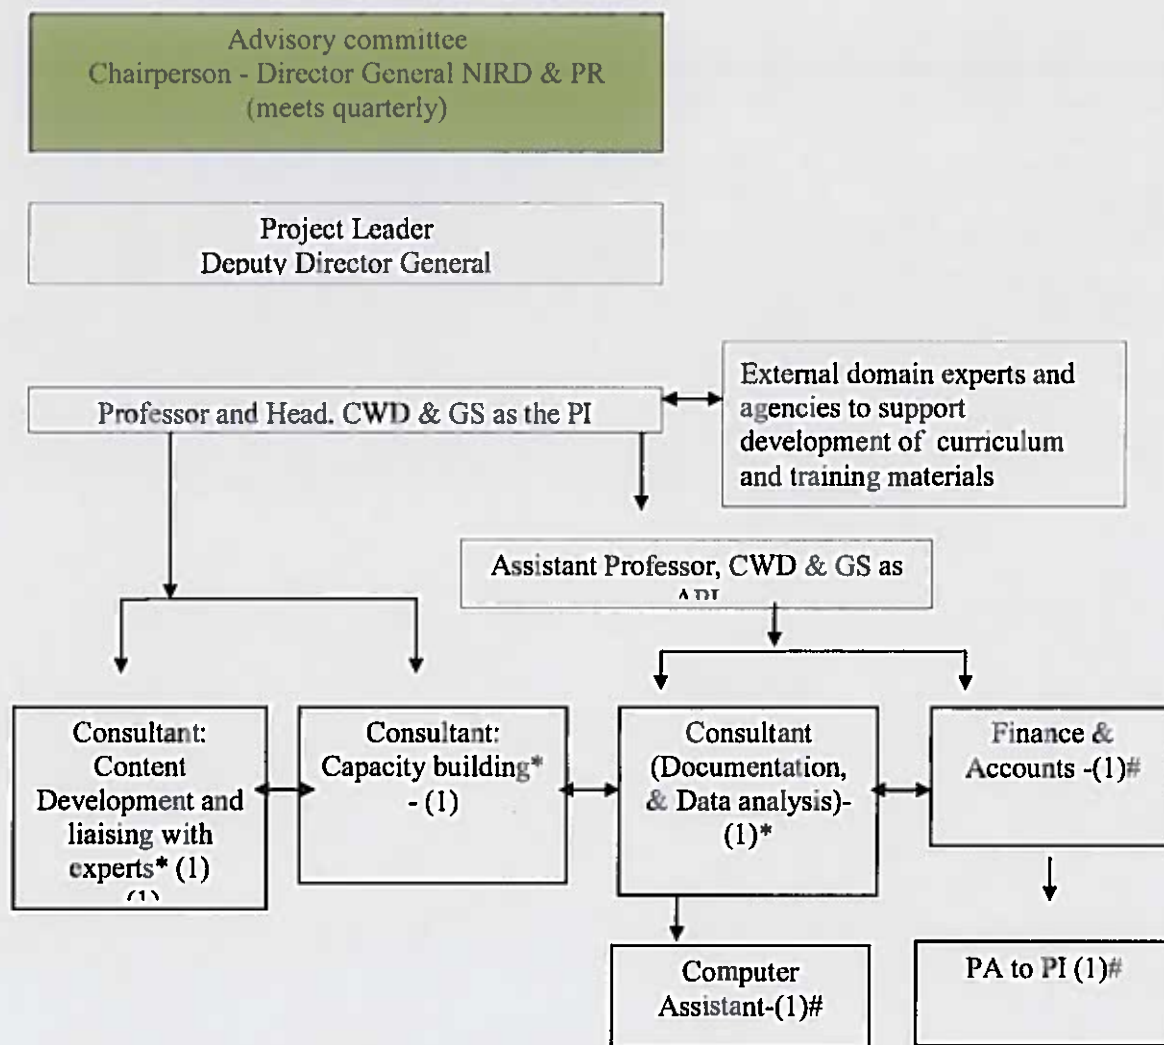 Advisory committee
Chairperson - Director General NIRD & PR
(meets quarterly)
Project Leader
Deputy Director General
External domain experts and
agencies to support
development of curriculum
and training materials
Professor and Head. CWD & GS as the PI
Assistant Professor, CWD & GS as
Consultant:
Content
Development and
liaising with
experts* (1)
(1)
Consultant:
Capacity building*
- (1)
Consultant
(Documentation,
& Data analysis)-
(1)*
Finance &
Accounts -(1)#
Computer
Assistant-(1)#
PA to PI (1)#